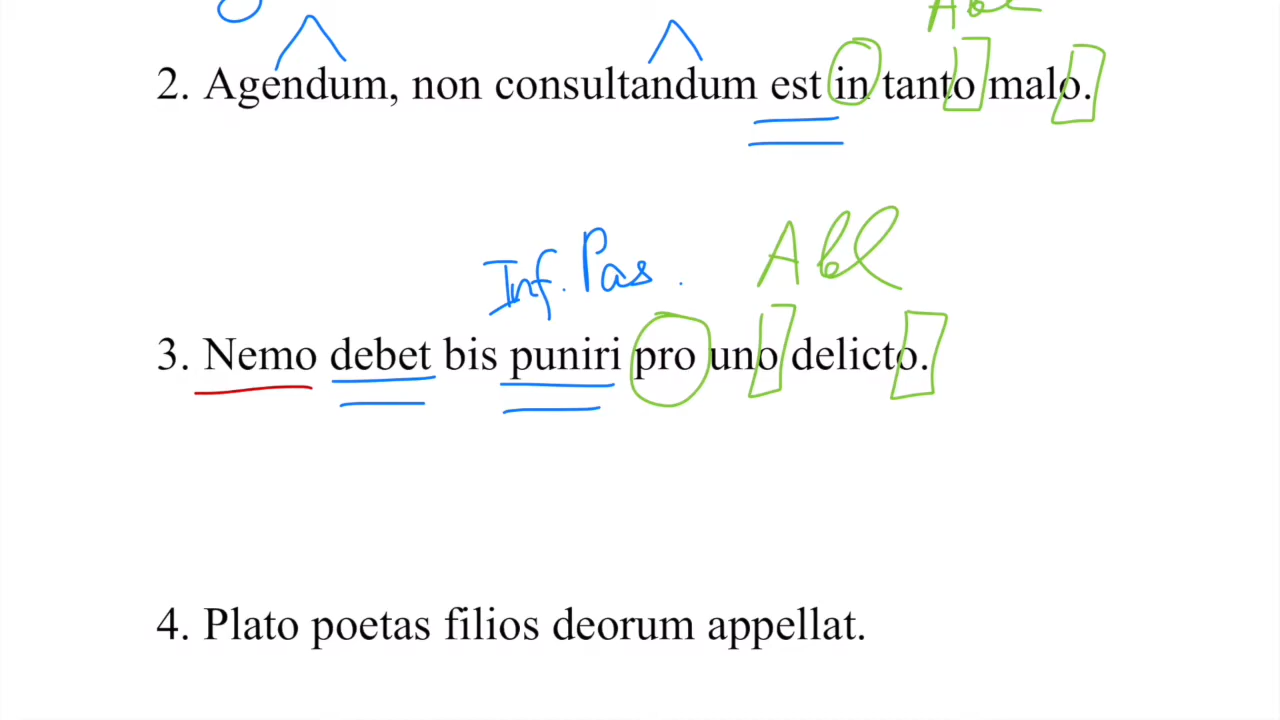 Abl
2. Agendum, non consultandum est in tanto malo.
Inf. Pas. Abl
3. Nemo debet bis puniri pro uno delicto.
4. Plato poetas filios deorum appellat.